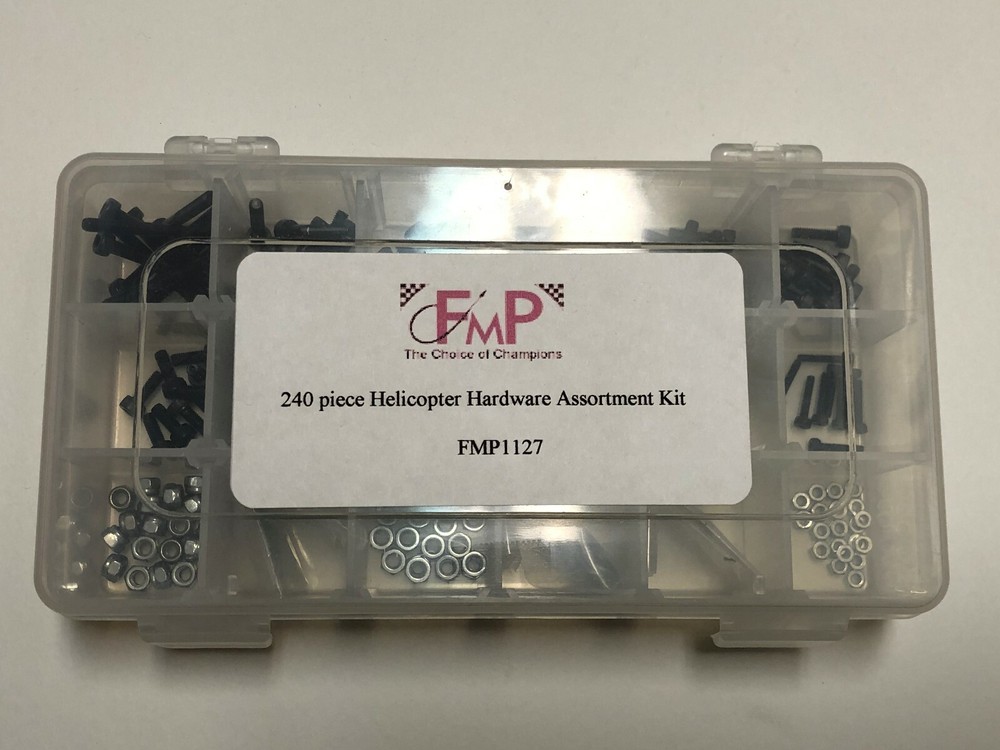 FMP
The Choice of Champions
240 piece Helicopter Hardware Assortment Kit
FMP1127